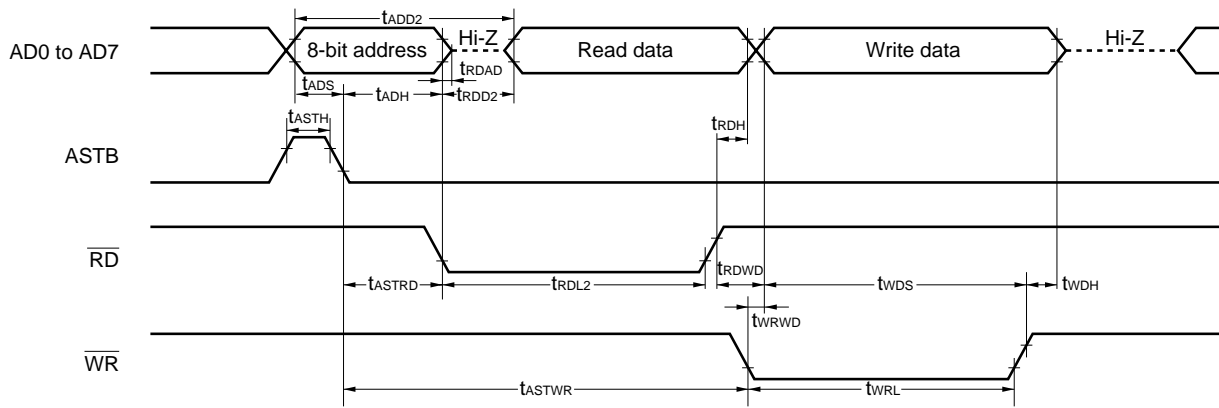 tADD2
AD0 to AD7
8-bit address
Hi-Z
Read data
Write data
Hi-Z
tRDAD
tADS
tADH
tRDD2
tASTH
tRDH
ASTB
RD
tASTRD
tRDL2
tRDWD
tWDS
tWDH
tWRWD
WR
tASTWR
tWRL